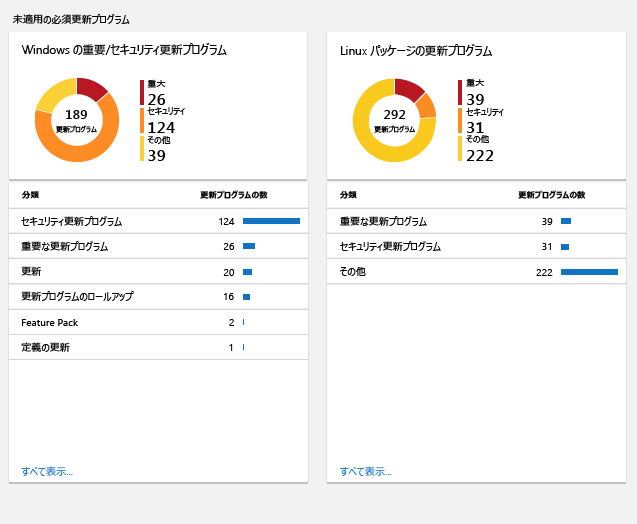 未適用の必須更新プログラム
Windows の重要/セキュリティ更新プログラム
189
更新プログラム
重大
26
セキュリティ
124
その他
39
分類 更新プログラムの数
セキュリティ更新プログラム 124
重要な更新プログラム 26
更新 20
更新プログラムのロールアップ 16
Feature Pack 2
定義の更新 1
すべて表示...
Linux パッケージの更新プログラム
292
更新プログラム
重大
39
セキュリティ
31
その他
222
分類 更新プログラムの数
重要な更新プログラム 39
セキュリティ更新プログラム 31
その他 222
すべて表示...